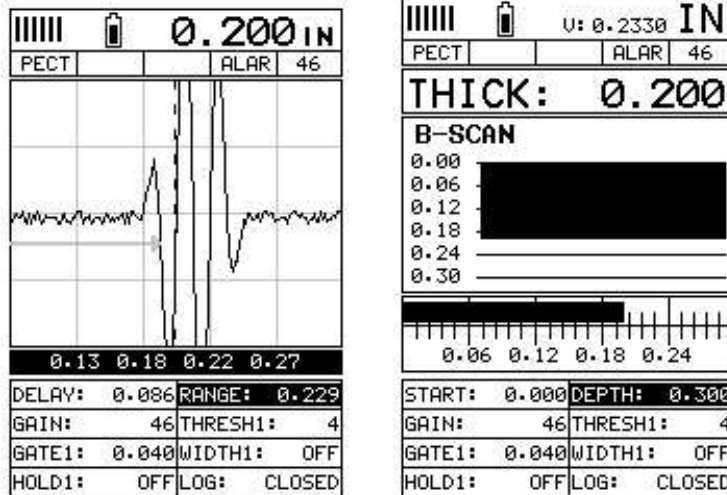 0.200 IN
PECT ALAR 46
0.13 0.18 0.22 0.27
DELAY: 0.086 RANGE: 0.229
GAIN: 46 THRESH1: 4
GATE1: 0.040 WIDTH1: OFF
HOLD1: OFF LOG: CLOSED
V: 0.2330 IN
PECT ALAR 46
THICK: 0.200
B-SCAN
0.00
0.06
0.12
0.18
0.24
0.30
0.06 0.12 0.18 0.24
START: 0.000 DEPTH: 0.300
GAIN: 46 THRESH1: 4
GATE1: 0.040 WIDTH1: OFF
HOLD1: OFF LOG: CLOSED